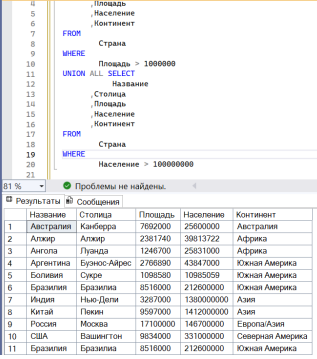 4 ,Площадь
5 ,Население
6 ,Континент
7 FROM
8 Страна
9 WHERE
10 Площадь > 1000000
11 UNION ALL SELECT
12 Название
13 ,Столица
14 ,Площадь
15 ,Население
16 ,Континент
17 FROM
18 Страна
19 WHERE
20 Население > 100000000
21
81 % Проблемы не найдены.
Результаты Сообщения
Название Столица Площадь Население Континент
1 Австралия Канберра 7692000 25600000 Австралия
2 Алжир Алжир 2381740 39813722 Африка
3 Ангола Луанда 1246700 25831000 Африка
4 Аргентина Буэнос-Айрес 2766890 43847000 Южная Америка
5 Боливия Сукре 1098580 10985059 Южная Америка
6 Бразилия Бразилиа 8516000 212600000 Южная Америка
7 Индия Нью-Дели 3287000 1380000000 Азия
8 Китай Пекин 9597000 1412000000 Азия
9 Россия Москва 17100000 146700000 Европа/Азия
10 США Вашингтон 9834000 331000000 Северная Америка
11 Бразилия Бразилиа 8516000 212600000 Южная Америка